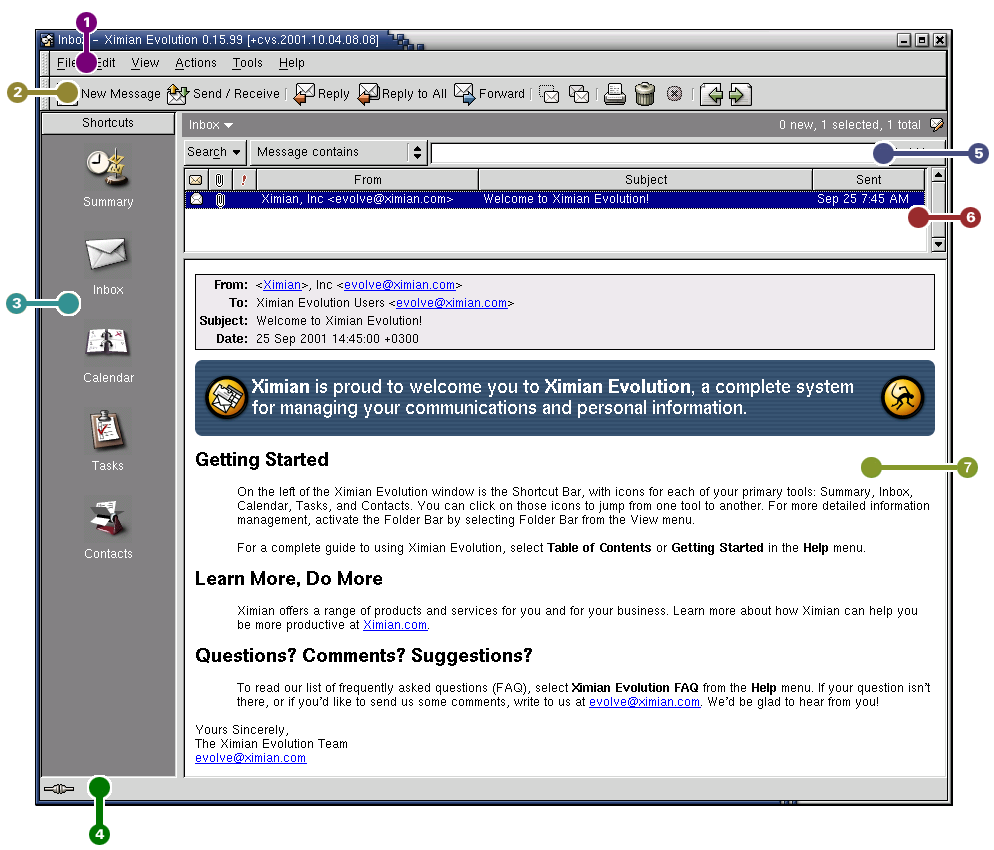 1
Inbox – Ximian Evolution 0.15.99 [+cvs.2001.10.04.08.08]
File Edit View Actions Tools Help
2
New Message Send / Receive Reply Reply to All Forward
Shortcuts
Inbox
0 new, 1 selected, 1 total
Search Message contains
5
From Subject Sent
Ximian, Inc <evolve@ximian.com> Welcome to Ximian Evolution! Sep 25 7:45 AM
6
Summary
Inbox
3
Calendar
Tasks
Contacts
From: <Ximian>, Inc <evolve@ximian.com>
To: Ximian Evolution Users <evolve@ximian.com>
Subject: Welcome to Ximian Evolution!
Date: 25 Sep 2001 14:45:00 +0300
Ximian is proud to welcome you to Ximian Evolution, a complete system
for managing your communications and personal information.
Getting Started
7
On the left of the Ximian Evolution window is the Shortcut Bar, with icons for each of your primary tools: Summary, Inbox,
Calendar, Tasks, and Contacts. You can click on those icons to jump from one tool to another. For more detailed information
management, activate the Folder Bar by selecting Folder Bar from the View menu.
For a complete guide to using Ximian Evolution, select Table of Contents or Getting Started in the Help menu.
Learn More, Do More
Ximian offers a range of products and services for you and for your business. Learn more about how Ximian can help you
be more productive at Ximian.com.
Questions? Comments? Suggestions?
To read our list of frequently asked questions (FAQ), select Ximian Evolution FAQ from the Help menu. If your question isn't
there, or if you'd like to send us some comments, write to us at evolve@ximian.com. We'd be glad to hear from you!
Yours Sincerely,
The Ximian Evolution Team
evolve@ximian.com
4